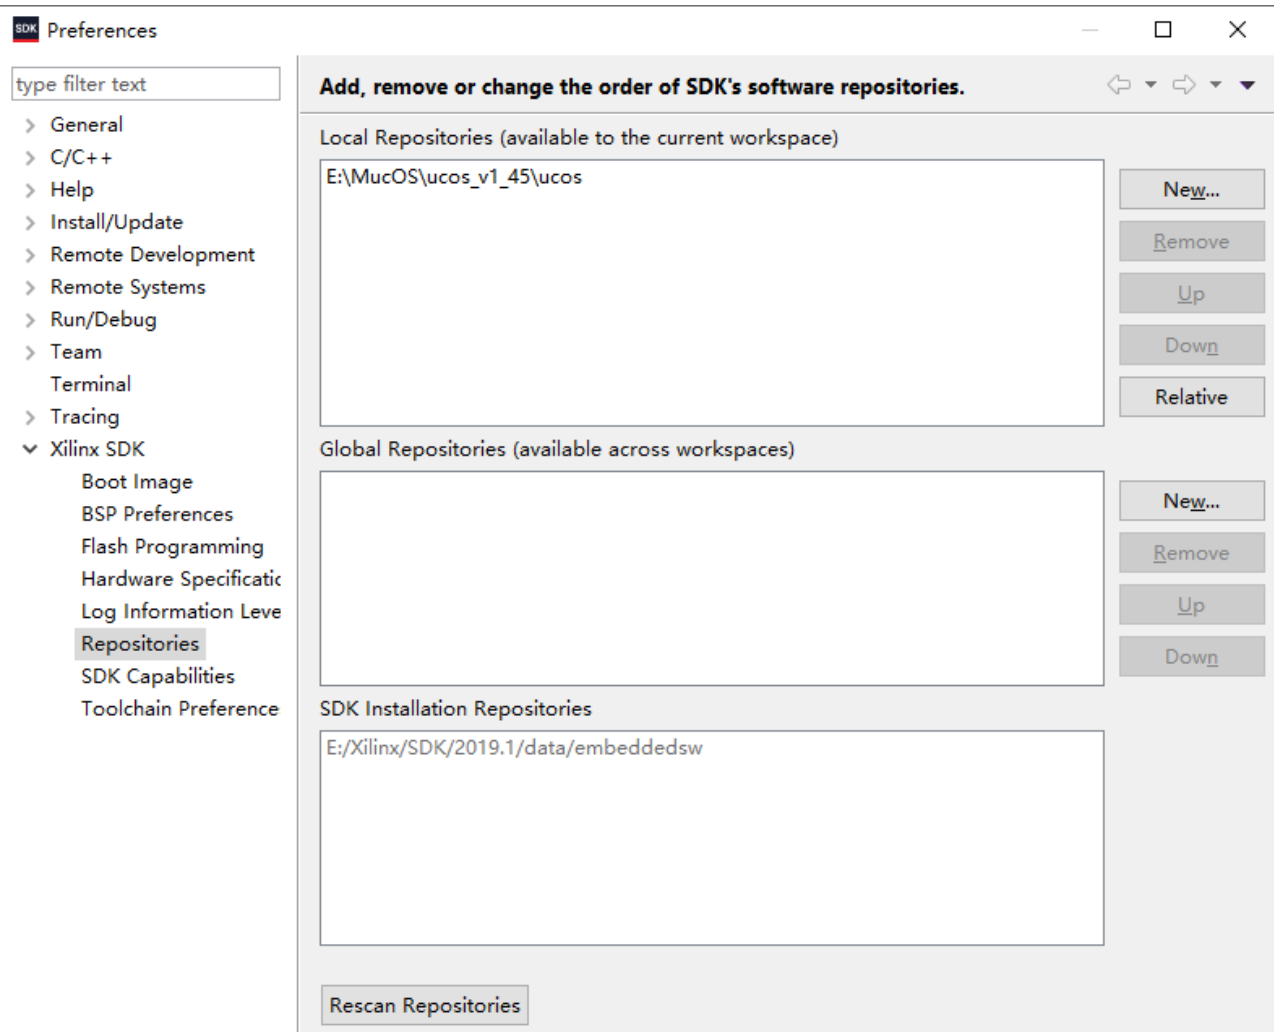 SDK Preferences
type filter text
General
C/C++
Help
Install/Update
Remote Development
Remote Systems
Run/Debug
Team
Terminal
Tracing
Xilinx SDK
Boot Image
BSP Preferences
Flash Programming
Hardware Specificatic
Log Information Leve
Repositories
SDK Capabilities
Toolchain Preference
Add, remove or change the order of SDK's software repositories.
Local Repositories (available to the current workspace)
E:\MucOS\ucos_v1_45\ucos
New...
Remove
Up
Down
Relative
Global Repositories (available across workspaces)
New...
Remove
Up
Down
SDK Installation Repositories
E:/Xilinx/SDK/2019.1/data/embeddedsw
Rescan Repositories